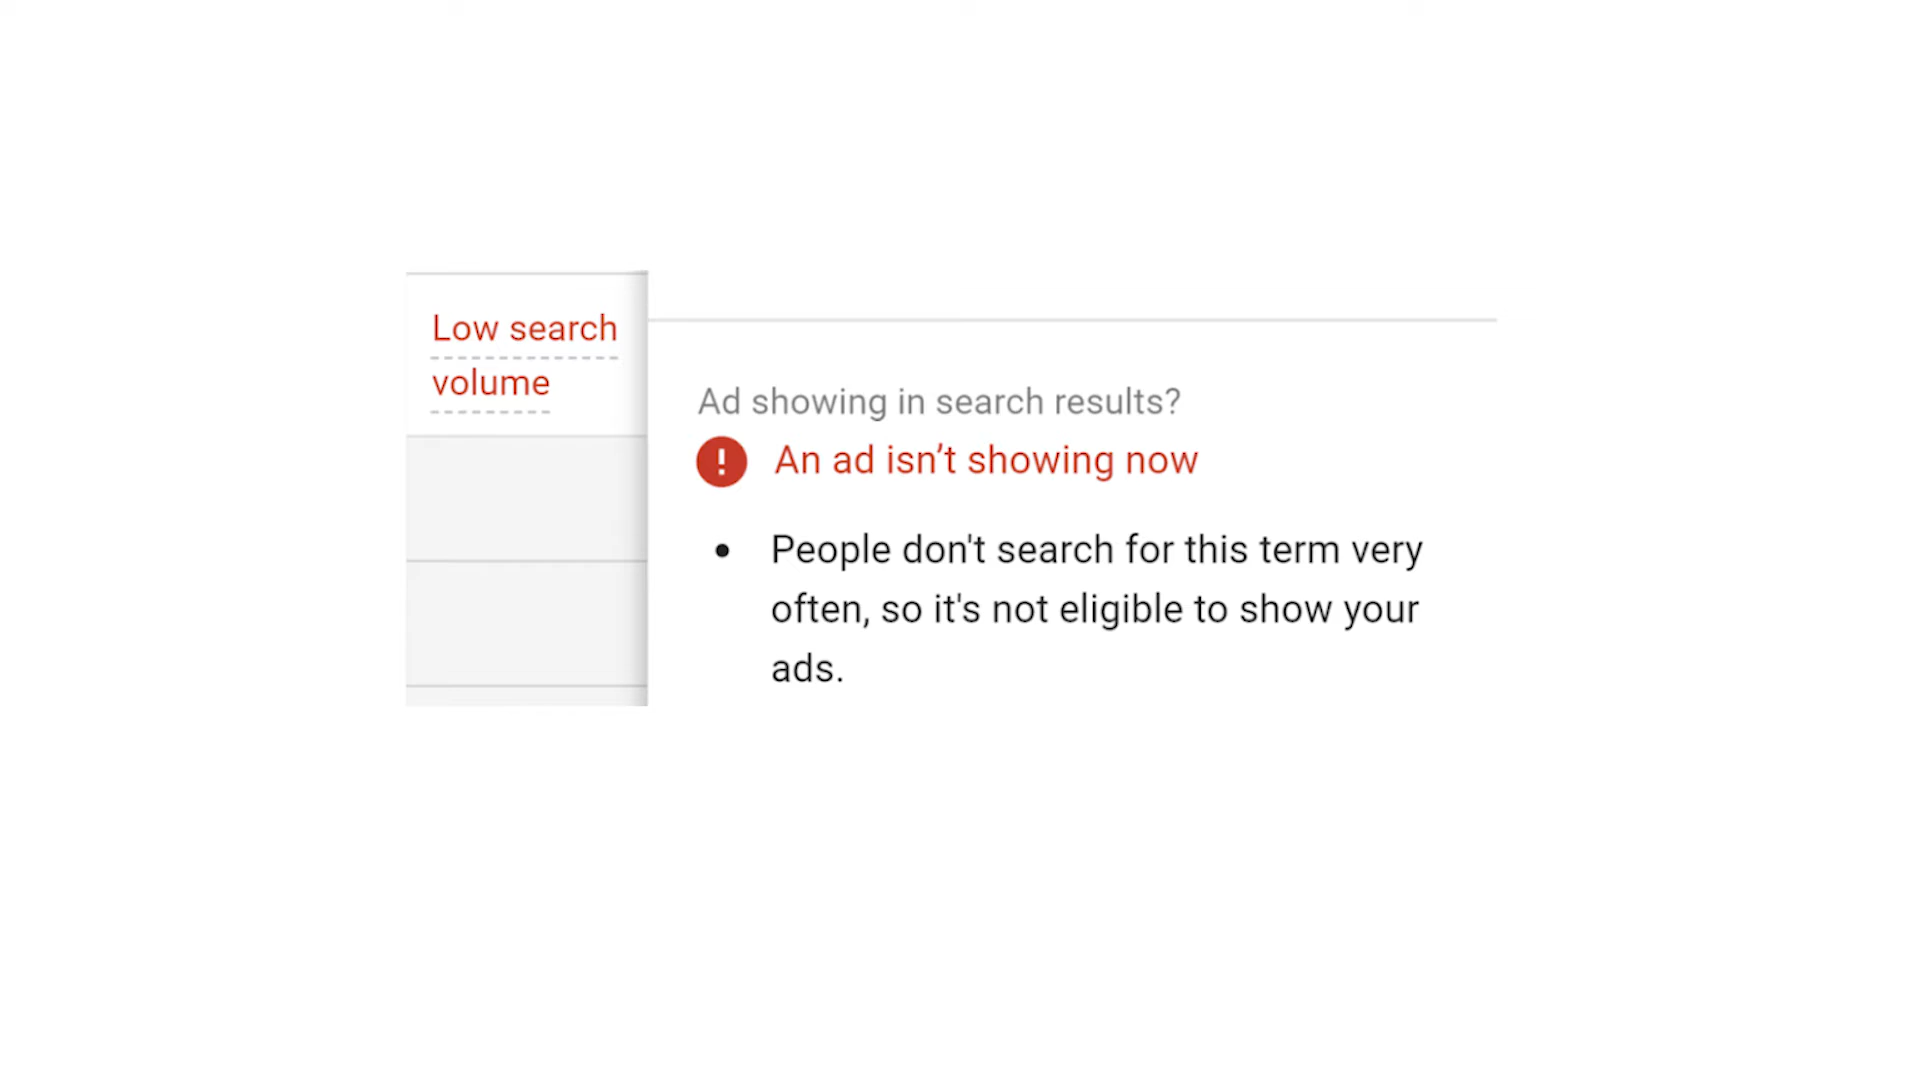 Low search
volume
Ad showing in search results?
An ad isn’t showing now
• People don't search for this term very
often, so it's not eligible to show your
ads.